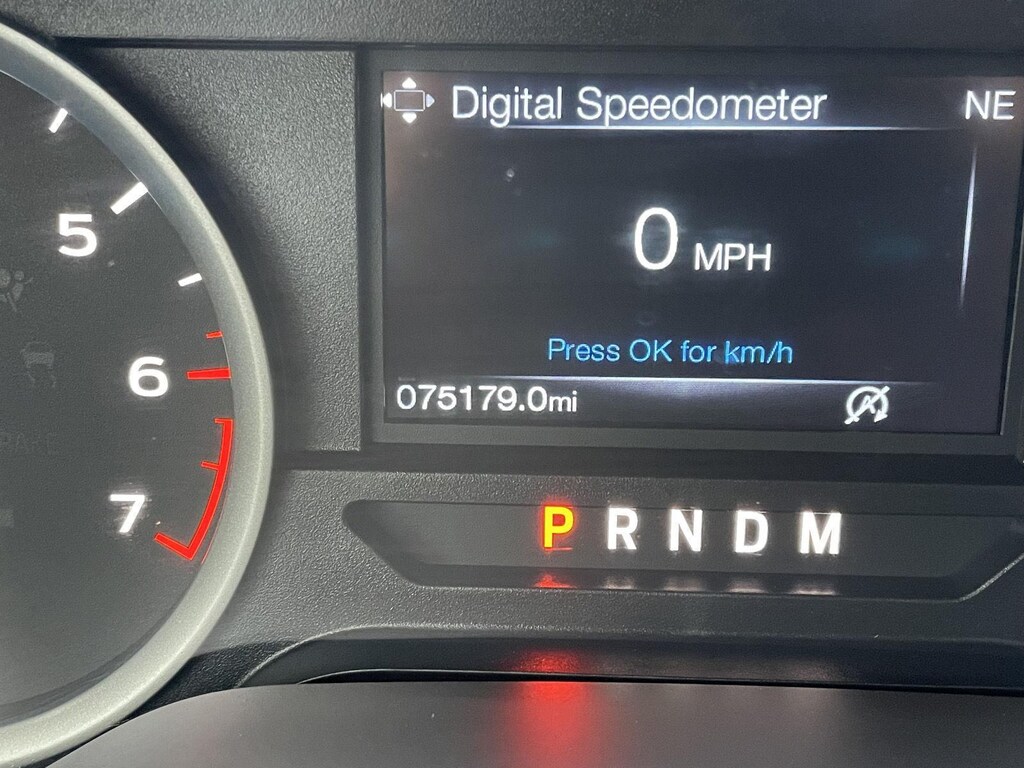 Digital Speedometer NE
0 MPH
Press OK for km/h
075179.0mi
5
6
7
P R N D M